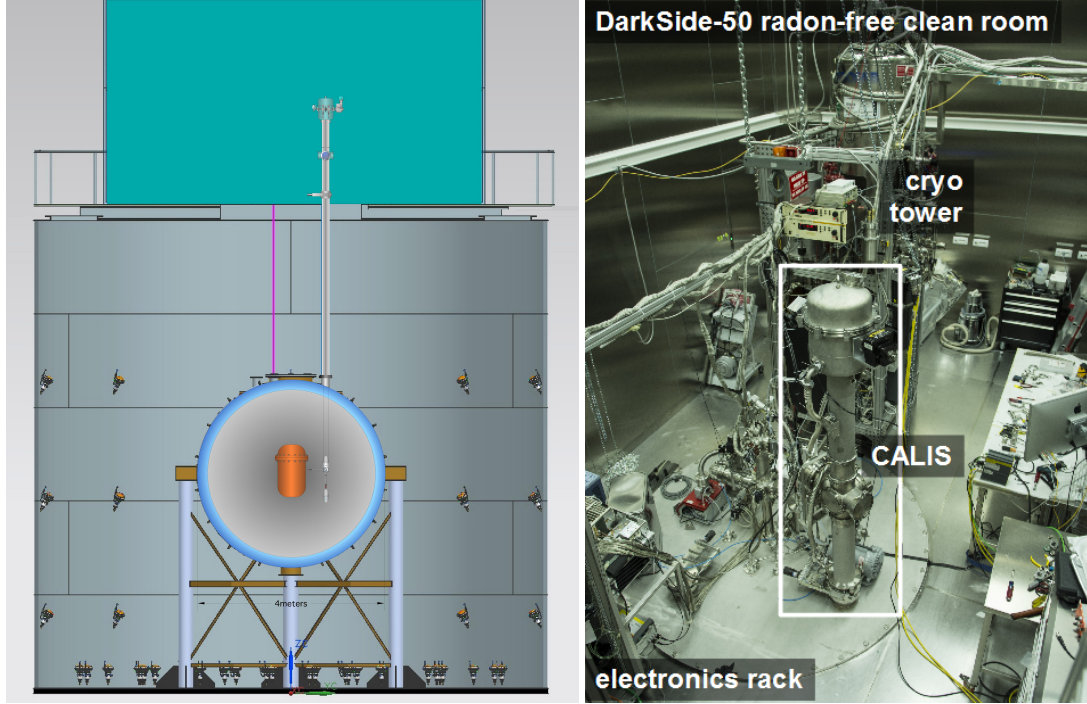 DarkSide-50 radon-free clean room
cryo
tower
CALIS
electronics rack
4meters